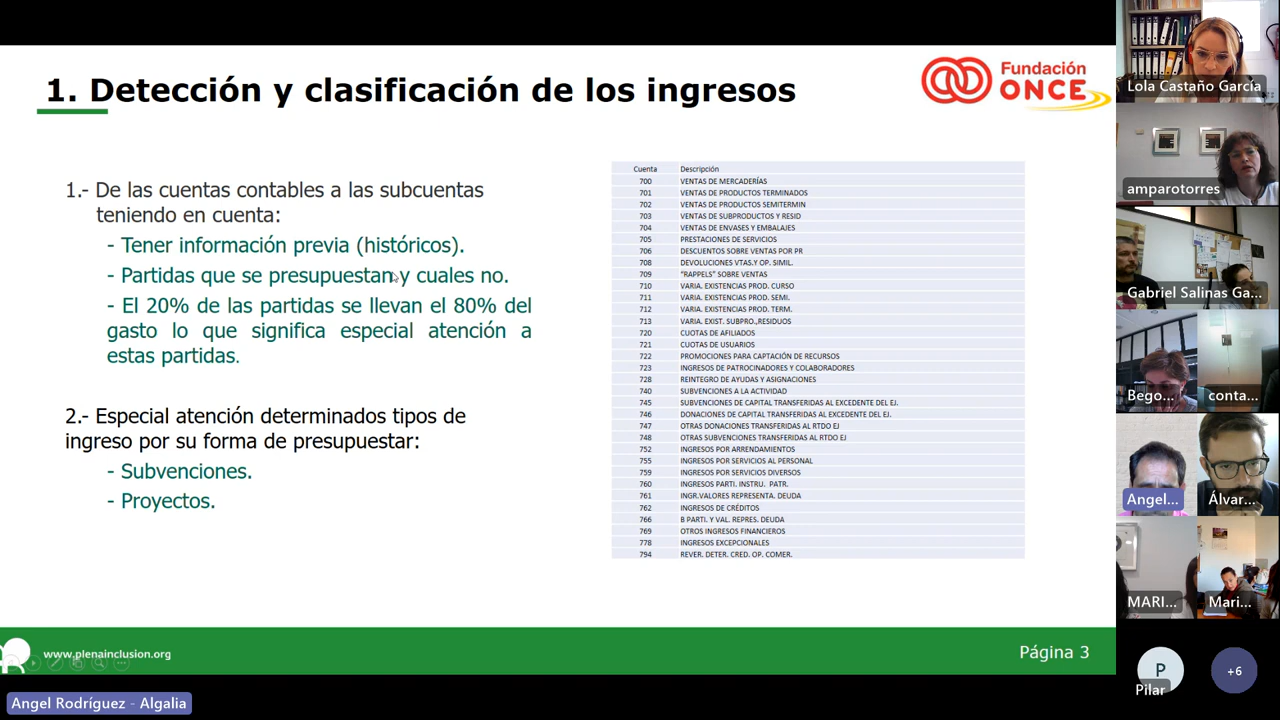 1. Detección y clasificación de los ingresos
Fundación
ONCE
1.- De las cuentas contables a las subcuentas
teniendo en cuenta:
- Tener información previa (históricos).
- Partidas que se presupuestan y cuales no.
- El 20% de las partidas se llevan el 80% del
gasto lo que significa especial atención a
estas partidas.
2.- Especial atención determinados tipos de
ingreso por su forma de presupuestar:
- Subvenciones.
- Proyectos.
Cuenta Descripción
700 VENTAS DE MERCADERÍAS
701 VENTAS DE PRODUCTOS TERMINADOS
702 VENTAS DE PRODUCTOS SEMITERMIN
703 VENTAS DE SUBPRODUCTOS Y RESID
704 VENTAS DE ENVASES Y EMBALAJES
705 PRESTACIONES DE SERVICIOS
706 DESCUENTOS SOBRE VENTAS POR PR
708 DEVOLUCIONES VTAS.Y OP. SIMIL.
709 "RAPPELS" SOBRE VENTAS
710 VARIA. EXISTENCIAS PROD. CURSO
711 VARIA. EXISTENCIAS PROD. SEMI.
712 VARIA. EXISTENCIAS PROD. TERM.
713 VARIA. EXIST. SUBPRO.,RESIDUOS
720 CUOTAS DE AFILIADOS
721 CUOTAS DE USUARIOS
722 PROMOCIONES PARA CAPTACIÓN DE RECURSOS
723 INGRESOS DE PATROCINADORES Y COLABORADORES
728 REINTEGRO DE AYUDAS Y ASIGNACIONES
740 SUBVENCIONES A LA ACTIVIDAD
745 SUBVENCIONES DE CAPITAL TRANSFERIDAS AL EXCEDENTE DEL EJ.
746 DONACIONES DE CAPITAL TRANSFERIDAS AL EXCEDENTE DEL EJ.
747 OTRAS DONACIONES TRANSFERIDAS AL RTDO EJ
748 OTRAS SUBVENCIONES TRANSFERIDAS AL RTDO EJ
752 INGRESOS POR ARRENDAMIENTOS
755 INGRESOS POR SERVICIOS AL PERSONAL
759 INGRESOS POR SERVICIOS DIVERSOS
760 INGRESOS PARTI. INSTRU. PATR.
761 INGR.VALORES REPRESENTA. DEUDA
762 INGRESOS DE CRÉDITOS
766 B PARTI. Y VAL. REPRES. DEUDA
769 OTROS INGRESOS FINANCIEROS
778 INGRESOS EXCEPCIONALES
794 REVER. DETER. CRED. OP. COMER.
www.plenainclusion.org
Página 3
Angel Rodríguez - Algalia
Lola Castaño García
amparotorres
Gabriel Salinas Ga...
Bego... conta...
Angel... Álvar...
MARI... Mari...
P
Pilar
+6